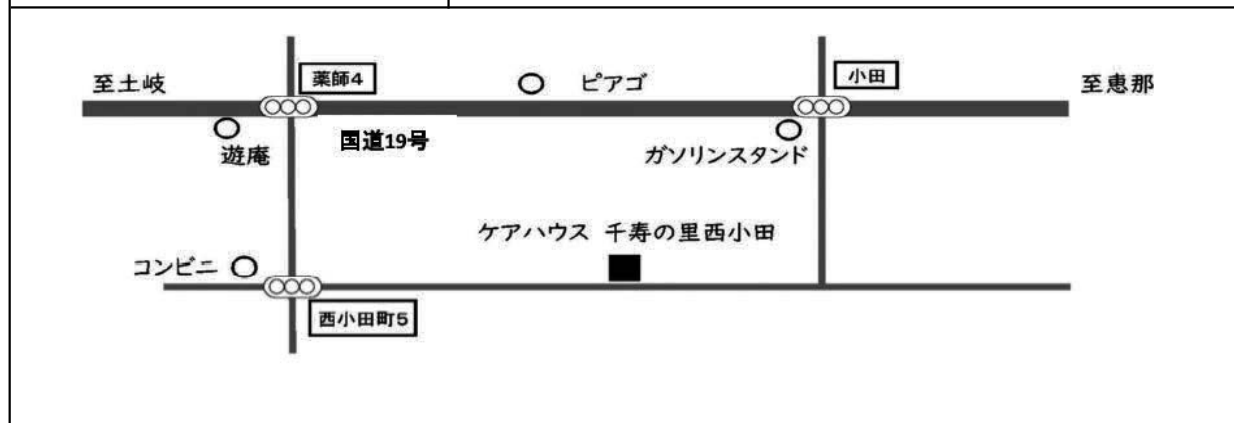 薬師4
小田
至土岐
ピアゴ
至恵那
遊庵
国道19号
ガソリンスタンド
ケアハウス 千寿の里西小田
コンビニ
西小田町5